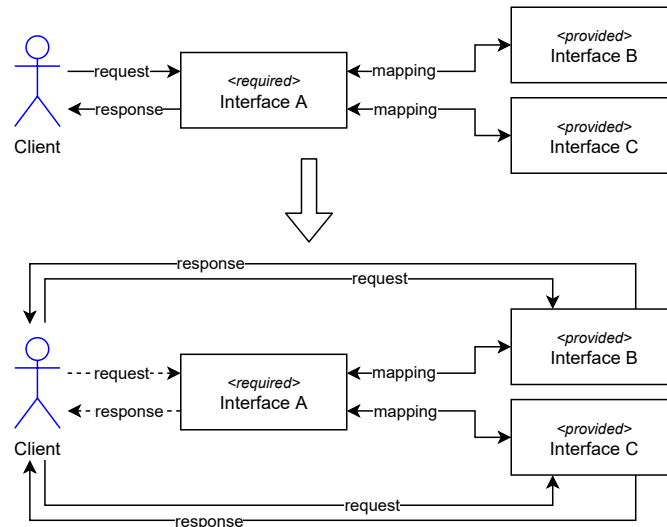 <provided>
Interface B
request
mapping
<required>
Interface A
response
mapping
<provided>
Interface C
Client
response
request
<provided>
Interface B
request
mapping
<required>
Interface A
response
mapping
<provided>
Interface C
Client
request
response